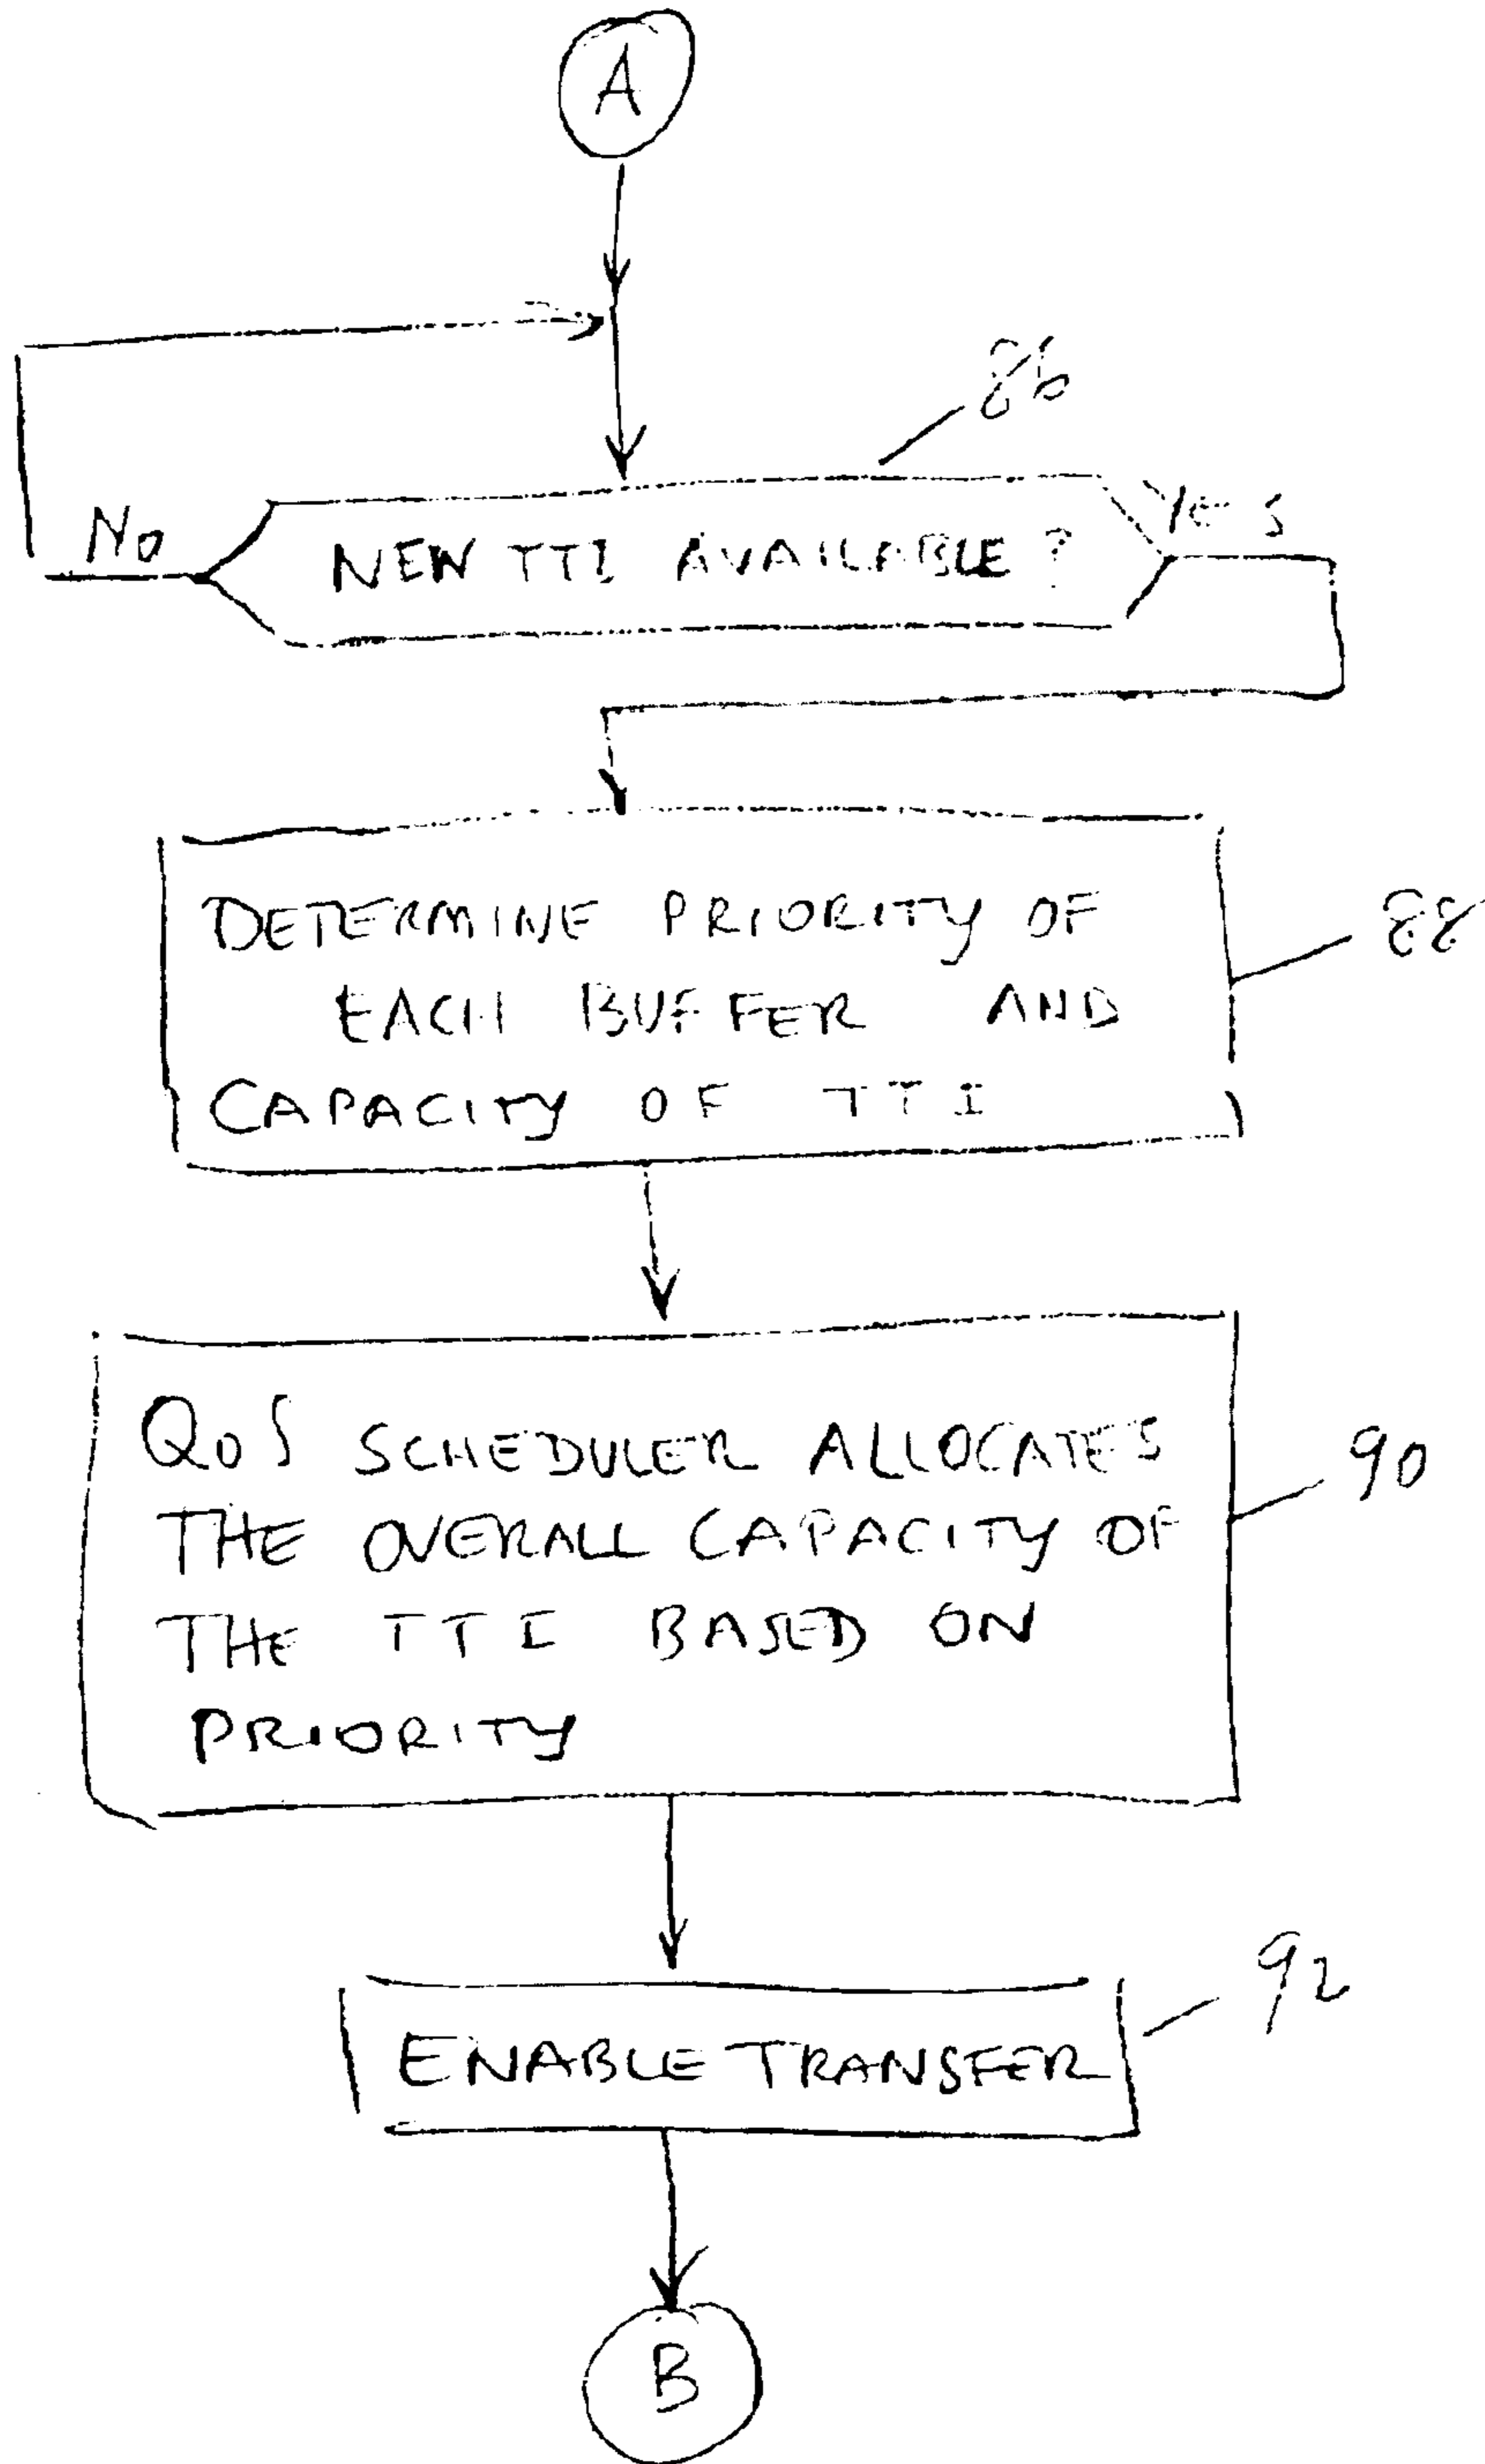 A
86
No
NEW TTI AVAILABLE ?
Yes
DETERMINE PRIORITY OF
EACH BUFFER AND
CAPACITY OF TTI
88
QoS SCHEDULER ALLOCATES
THE OVERALL CAPACITY OF
THE TTI BASED ON
PRIORITY
90
ENABLE TRANSFER
92
B